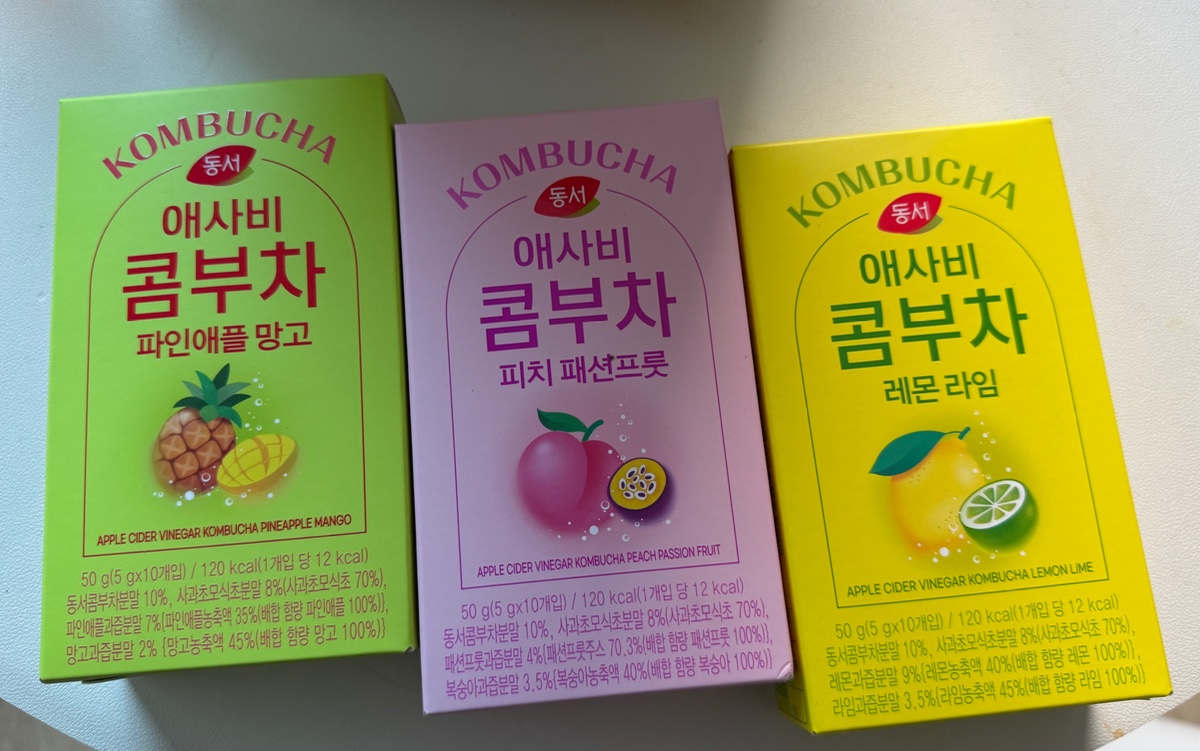 KOMBUCHA
동서
애사비
콤부차
파인애플 망고
APPLE CIDER VINEGAR KOMBUCHA PINEAPPLE MANGO
50 g(5 gx10개입) / 120 kcal(1개입 당 12 kcal)
동서콤부차분말 10%, 사과초모식초분말 8%(사과초모식초 70%),
파인애플과즙분말 7%{파인애플농축액 35%(배합 함량 파인애플 100%)},
망고과즙분말 2% {망고농축액 45%(배합 함량 망고 100%)}
KOMBUCHA
동서
애사비
콤부차
피치 패션프룻
APPLE CIDER VINEGAR KOMBUCHA PEACH PASSION FRUIT
50 g(5 gx10개입) / 120 kcal(1개입 당 12 kcal)
동서콤부차분말 10%, 사과초모식초분말 8%(사과초모식초 70%),
패션프룻과즙분말 4%{패션프룻주스 70.3%(배합 함량 패션프룻 100%)},
복숭아과즙분말 3.5%{복숭아농축액 40%(배합 함량 복숭아 100%)}
KOMBUCHA
동서
애사비
콤부차
레몬 라임
APPLE CIDER VINEGAR KOMBUCHA LEMON LIME
50 g(5 gx10개입) / 120 kcal(1개입 당 12 kcal)
동서콤부차분말 10%, 사과초모식초분말 8%(사과초모식초 70%),
레몬과즙분말 9%{레몬농축액 40%(배합 함량 레몬 100%)},
라임과즙분말 3.5%{라임농축액 45%(배합 함량 라임 100%)}